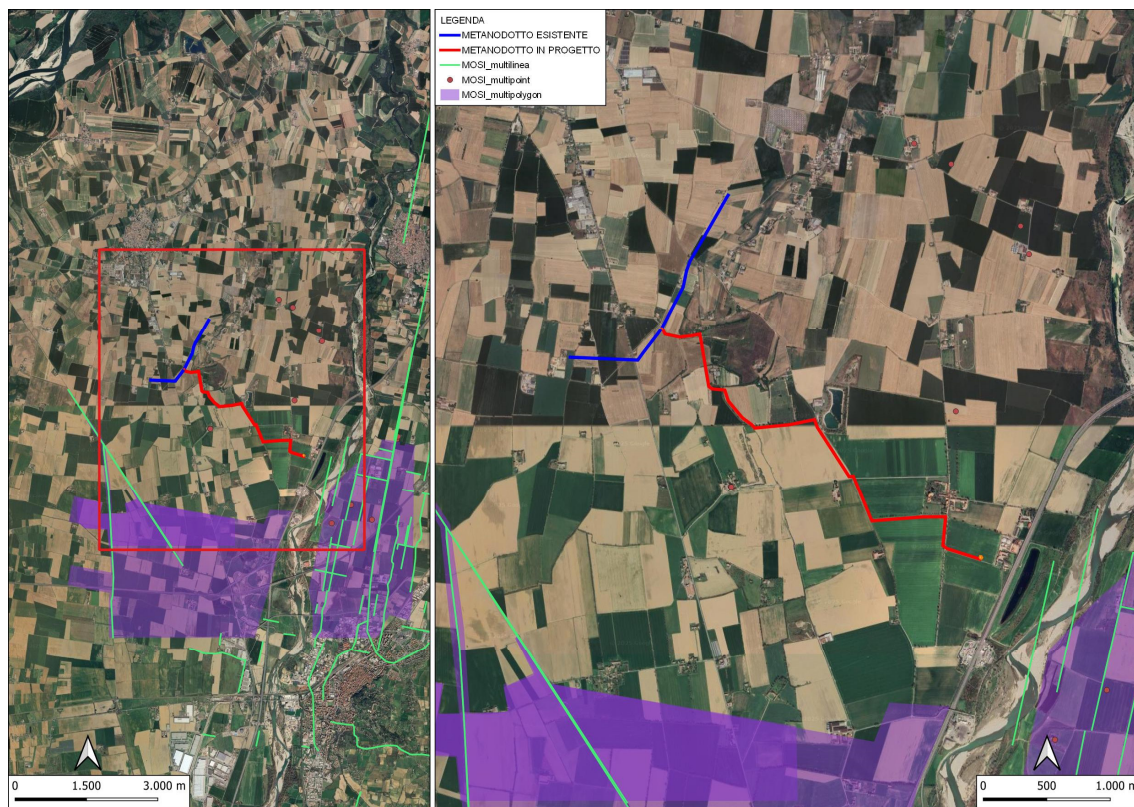 LEGENDA
METANODOTTO ESISTENTE
METANODOTTO IN PROGETTO
MOSI_multilinea
MOSI_multipoint
MOSI_multipolygon
0 1.500 3.000 m
0 500 1.000 m